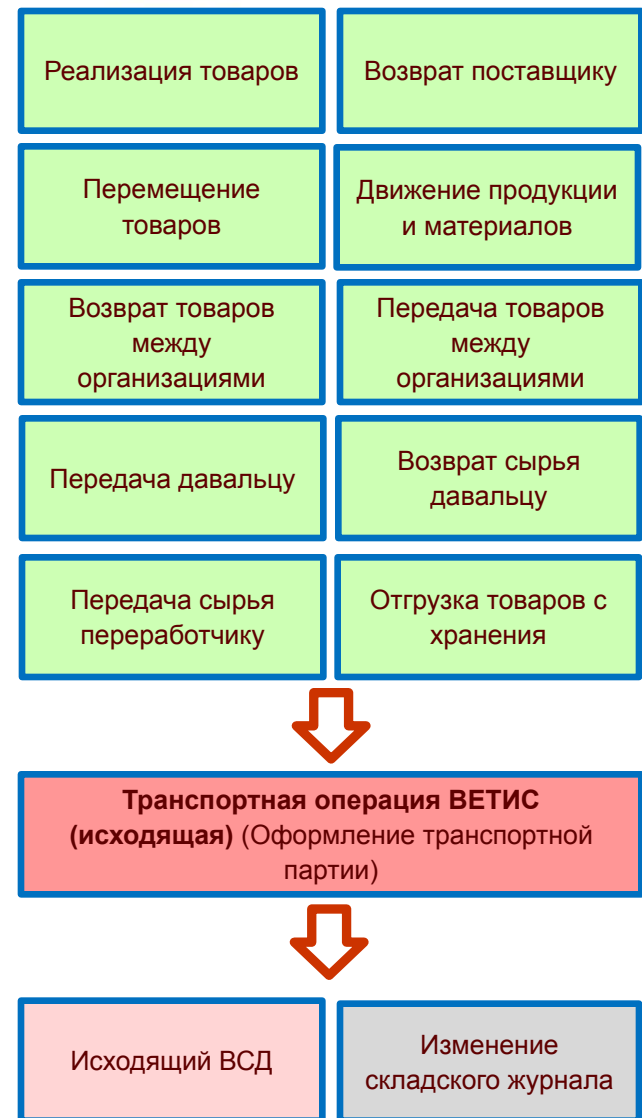 Реализация товаров
Возврат поставщику
Перемещение
товаров
Движение продукции
и материалов
Возврат товаров
между
организациями
Передача товаров
между
организациями
Передача давальцу
Возврат сырья
давальцу
Передача сырья
переработчику
Отгрузка товаров с
хранения
Транспортная операция ВЕТИС
(исходящая) (Оформление транспортной
партии)
Исходящий ВСД
Изменение
складского журнала